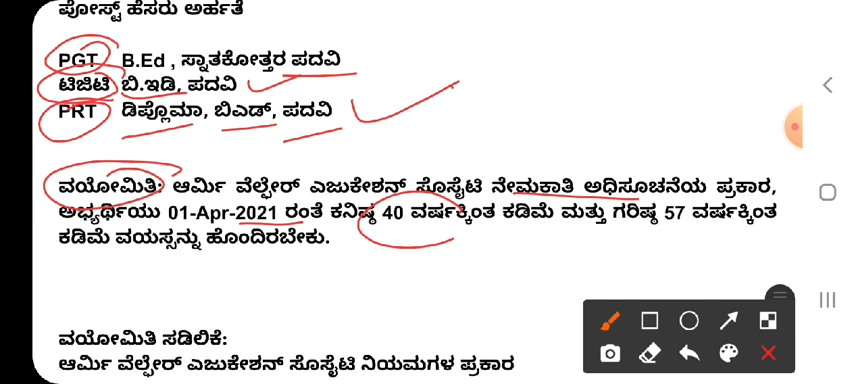 ಪೋಸ್ಟ್ ಹೆಸರು ಅರ್ಹತೆ
PGT B.Ed , ಸ್ನಾತಕೋತ್ತರ ಪದವಿ
ಟಿಜಿಟಿ ಬಿ.ಇಡಿ, ಪದವಿ
PRT ಡಿಪ್ಲೊಮಾ, ಬಿಎಡ್, ಪದವಿ
ವಯೋಮಿತಿ: ಆರ್ಮಿ ವೆಲ್ಫೇರ್ ಎಜುಕೇಶನ್ ಸೊಸೈಟಿ ನೇಮಕಾತಿ ಅಧಿಸೂಚನೆಯ ಪ್ರಕಾರ,
ಅಭ್ಯರ್ಥಿಯು 01-Apr-2021 ರಂತೆ ಕನಿಷ್ಠ 40 ವರ್ಷಕ್ಕಿಂತ ಕಡಿಮೆ ಮತ್ತು ಗರಿಷ್ಠ 57 ವರ್ಷಕ್ಕಿಂತ
ಕಡಿಮೆ ವಯಸ್ಸನ್ನು ಹೊಂದಿರಬೇಕು.
ವಯೋಮಿತಿ ಸಡಿಲಿಕೆ:
ಆರ್ಮಿ ವೆಲ್ಫೇರ್ ಎಜುಕೇಶನ್ ಸೊಸೈಟಿ ನಿಯಮಗಳ ಪ್ರಕಾರ